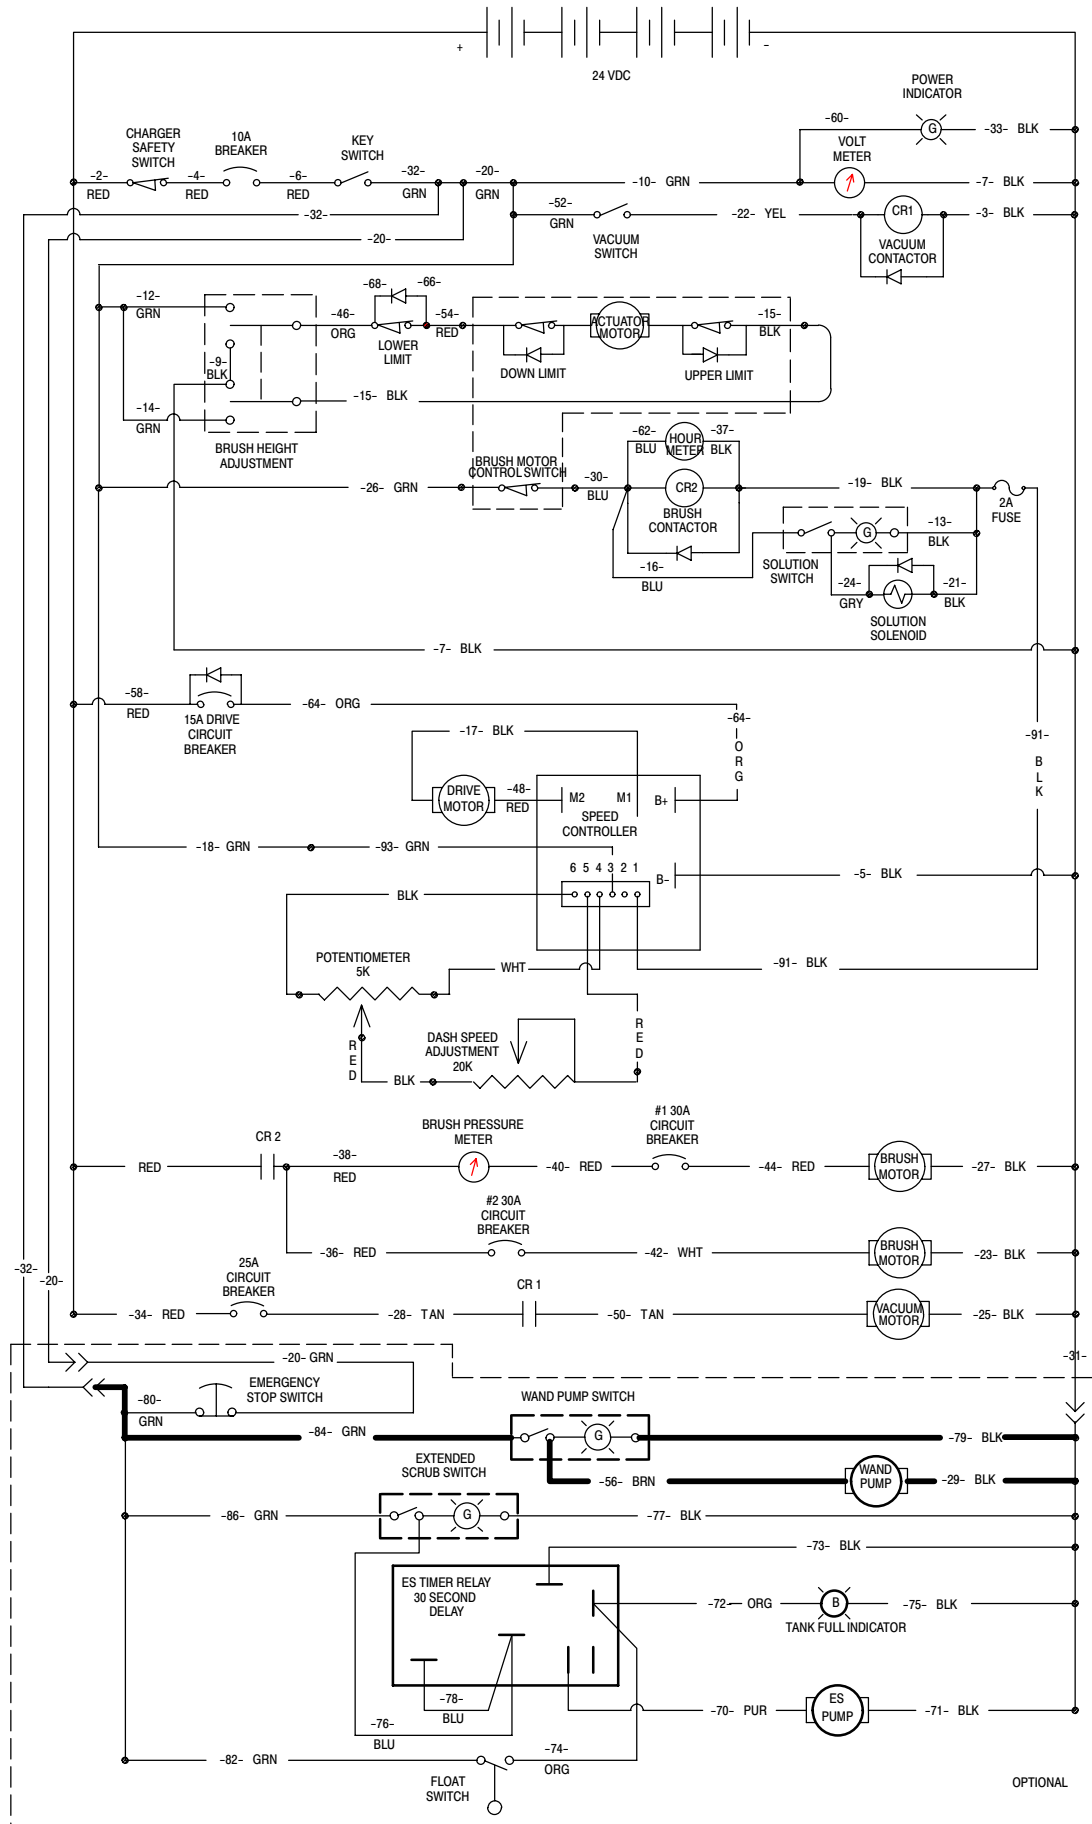 +
–
24 VDC
POWER
INDICATOR
-60-
G
-33- BLK
CHARGER
SAFETY
SWITCH
10A
BREAKER
KEY
SWITCH
VOLT
METER
-2-
RED
-4-
RED
-6-
RED
-32-
GRN
-20-
GRN
-10- GRN
-7- BLK
-32-
-20-
-52-
GRN
VACUUM
SWITCH
-22- YEL
CR1
-3- BLK
VACUUM
CONTACTOR
-12-
GRN
-9-
BLK
-14-
GRN
BRUSH HEIGHT
ADJUSTMENT
-46-
ORG
-68-
-66-
LOWER
LIMIT
-54-
RED
DOWN LIMIT
ACTUATOR
MOTOR
UPPER LIMIT
-15-
BLK
-15- BLK
-26- GRN
BRUSH MOTOR
CONTROL SWITCH
-30-
BLU
-62-
BLU
HOUR
METER
-37-
BLK
CR2
BRUSH
CONTACTOR
-19- BLK
2A
FUSE
-16-
BLU
SOLUTION
SWITCH
G
-13-
BLK
-24-
GRY
-21-
BLK
SOLUTION
SOLENOID
-7- BLK
-58-
RED
15A DRIVE
CIRCUIT
BREAKER
-64- ORG
-64-
O
R
G
-91-
B
L
K
-17- BLK
DRIVE
MOTOR
-48-
RED
M2
M1
B+
SPEED
CONTROLLER
-18- GRN
-93- GRN
6 5 4 3 2 1
B-
-5- BLK
BLK
POTENTIOMETER
5K
WHT
-91- BLK
R
E
D
DASH SPEED
ADJUSTMENT
20K
R
E
D
BLK
CR 2
RED
-38-
RED
BRUSH PRESSURE
METER
-40- RED
#1 30A
CIRCUIT
BREAKER
-44- RED
BRUSH
MOTOR
-27- BLK
#2 30A
CIRCUIT
BREAKER
-36- RED
-42- WHT
BRUSH
MOTOR
-23- BLK
-32-
-20-
25A
CIRCUIT
BREAKER
CR 1
-34- RED
-28- TAN
-50- TAN
VACUUM
MOTOR
-25- BLK
-31-
-20- GRN
EMERGENCY
STOP SWITCH
-80-
GRN
WAND PUMP SWITCH
-84- GRN
G
-79- BLK
EXTENDED
SCRUB SWITCH
-56- BRN
WAND
PUMP
-29- BLK
-86- GRN
G
-77- BLK
-73- BLK
ES TIMER RELAY
30 SECOND
DELAY
-72- ORG
B
-75- BLK
TANK FULL INDICATOR
-78-
BLU
-76-
BLU
-70- PUR
ES
PUMP
-71- BLK
-82- GRN
-74-
ORG
FLOAT
SWITCH
OPTIONAL